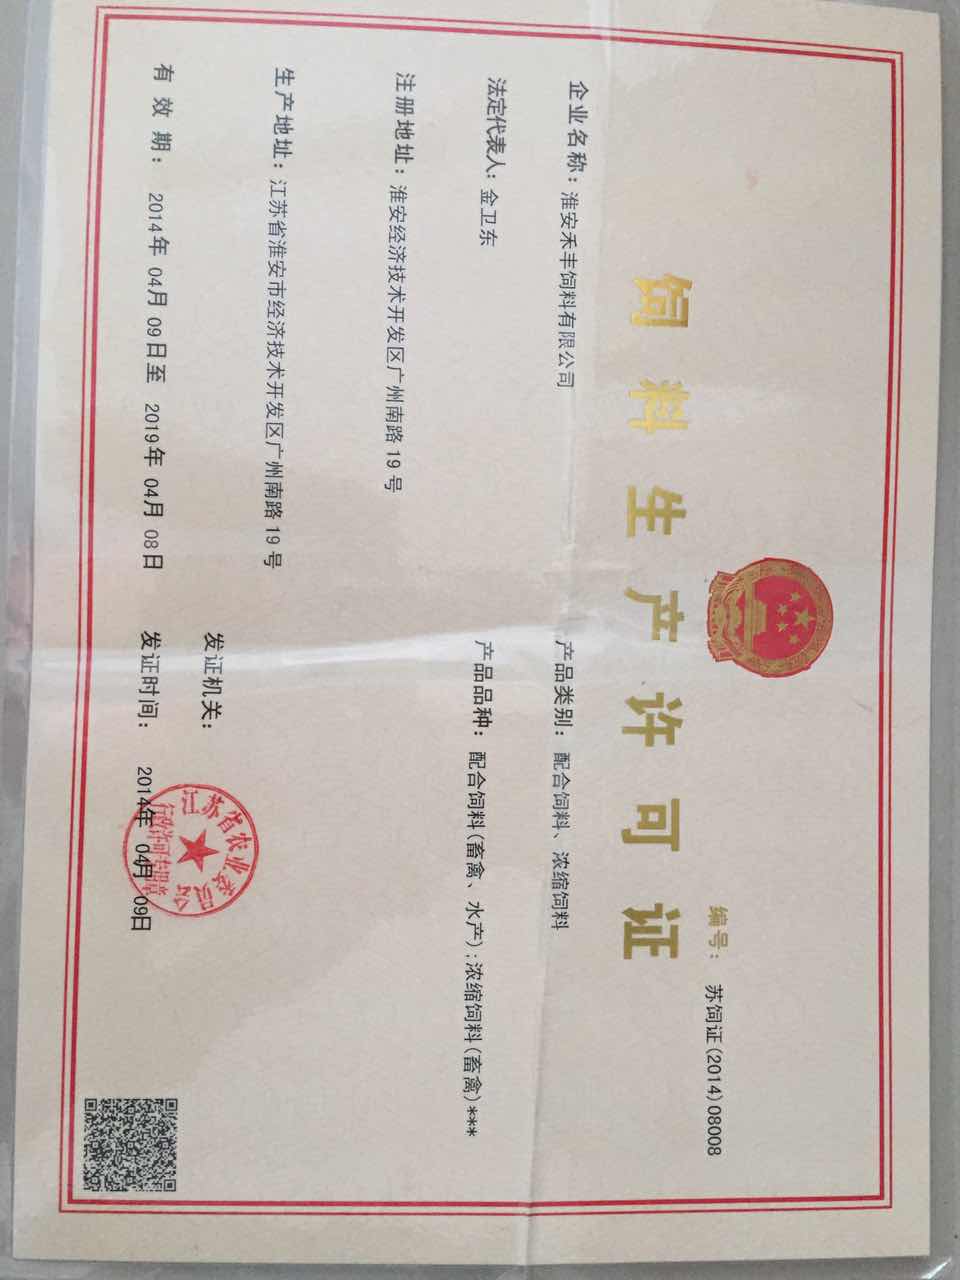 饲料生产许可证
编号：苏饲证(2014)08008
企业名称：淮安禾丰饲料有限公司
法定代表人：金卫东
注册地址：淮安经济技术开发区广州南路19号
生产地址：江苏省淮安市经济技术开发区广州南路19号
有效期：2014年04月09日至2019年04月08日
产品类别：配合饲料、浓缩饲料
产品品种：配合饲料(畜禽、水产);浓缩饲料(畜禽)***
发证机关：
发证时间：2014年04月09日
江苏省农业委员会
行政许可专用章